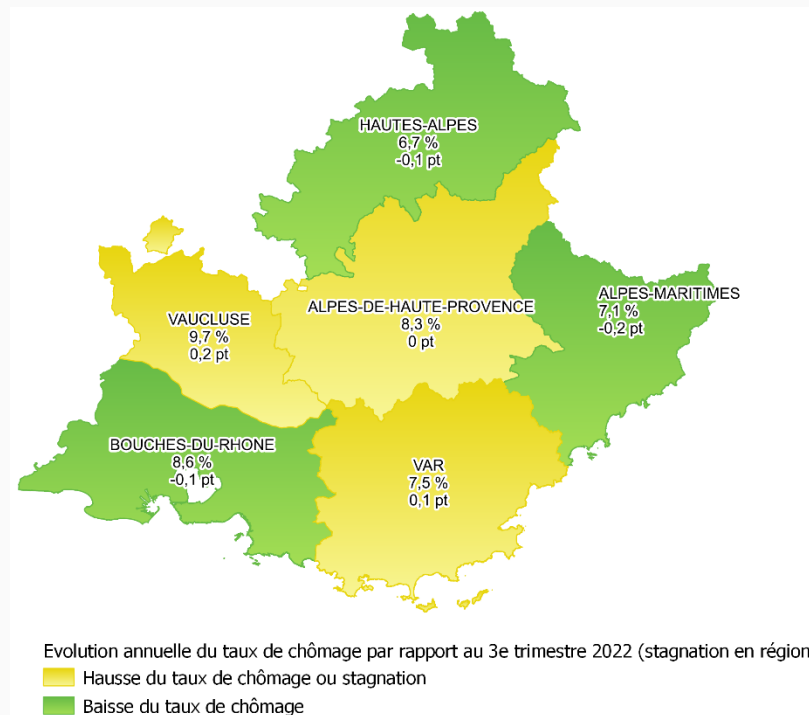 HAUTES-ALPES
6,7 %
-0,1 pt
ALPES-MARITIMES
7,1 %
-0,2 pt
ALPES-DE-HAUTE-PROVENCE
8,3 %
0 pt
VAUCLUSE
9,7 %
0,2 pt
BOUCHES-DU-RHONE
8,6 %
-0,1 pt
VAR
7,5 %
0,1 pt
Evolution annuelle du taux de chômage par rapport au 3e trimestre 2022 (stagnation en région
Hausse du taux de chômage ou stagnation
Baisse du taux de chômage